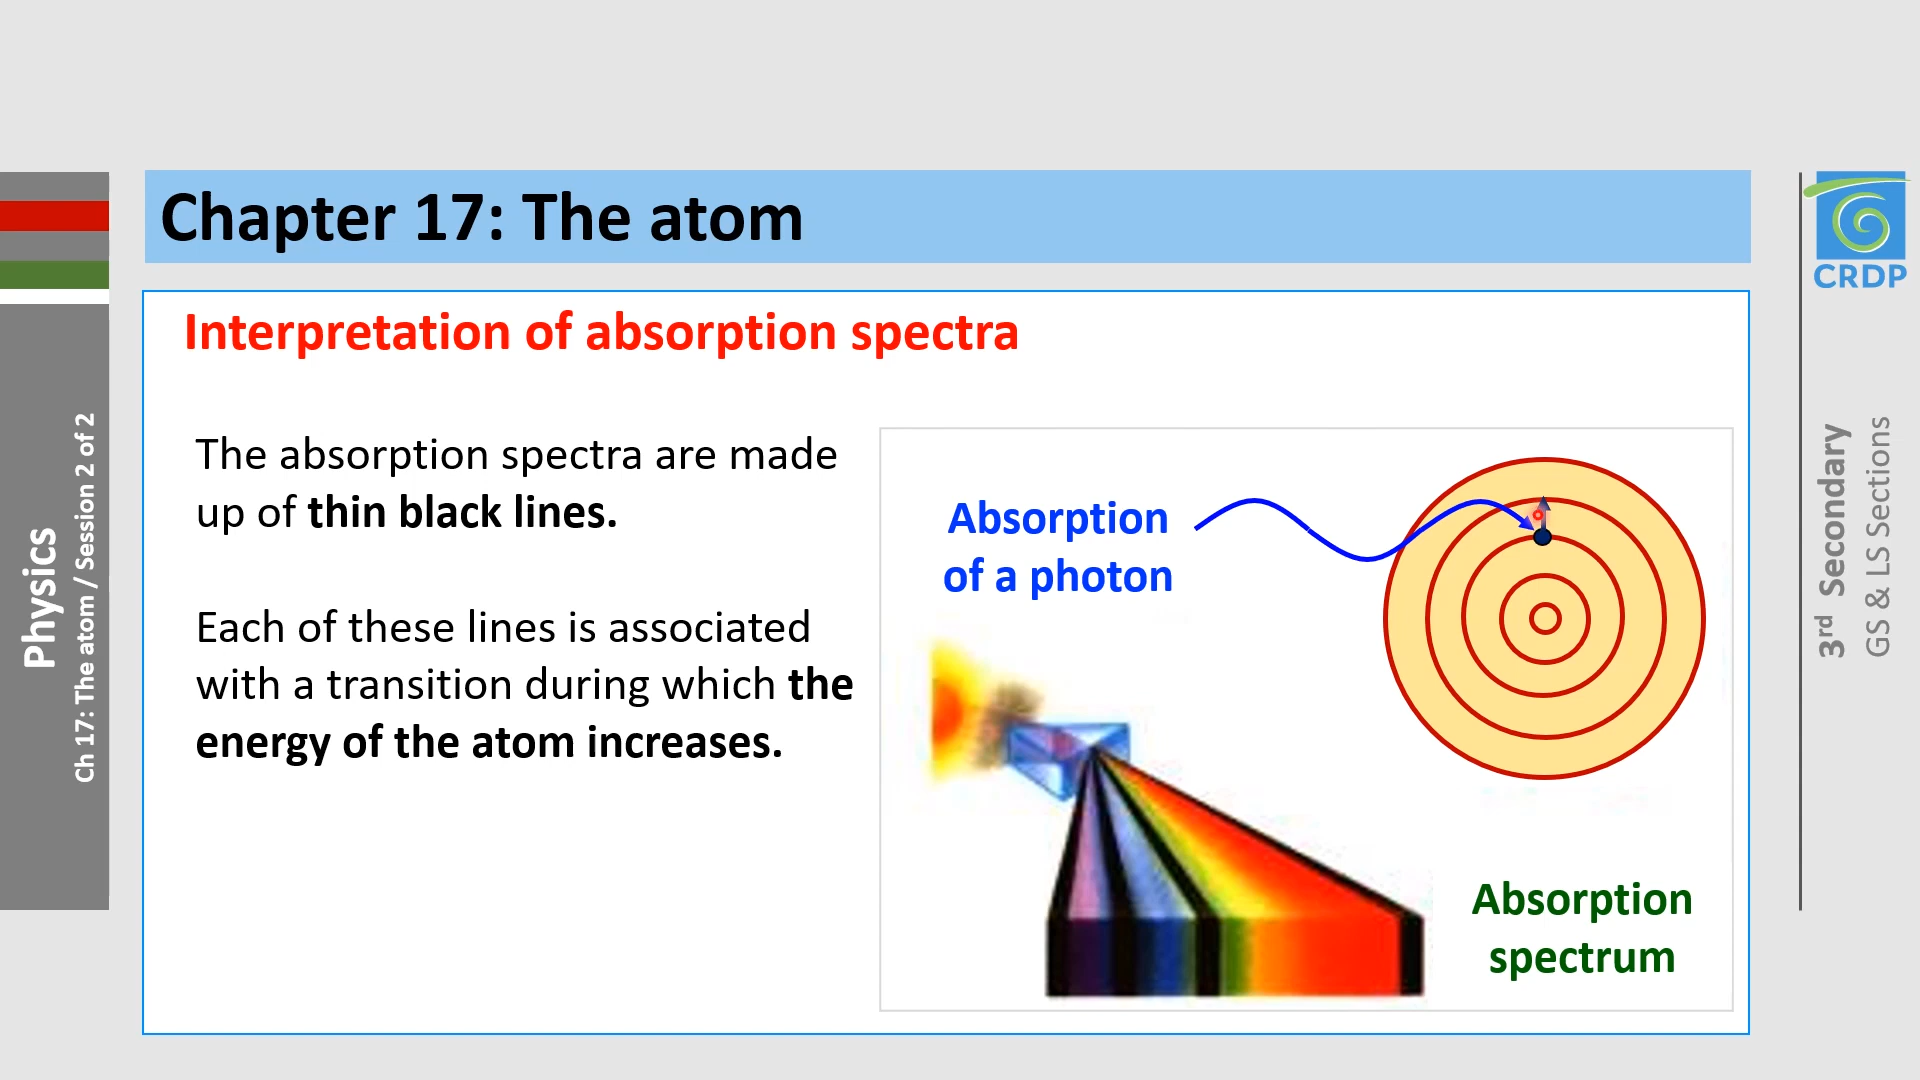 Chapter 17: The atom
Interpretation of absorption spectra
The absorption spectra are made
up of thin black lines.
Each of these lines is associated
with a transition during which the
energy of the atom increases.
Absorption
of a photon
Absorption
spectrum
Physics
Ch 17: The atom / Session 2 of 2
CRDP
3rd Secondary
GS & LS Sections